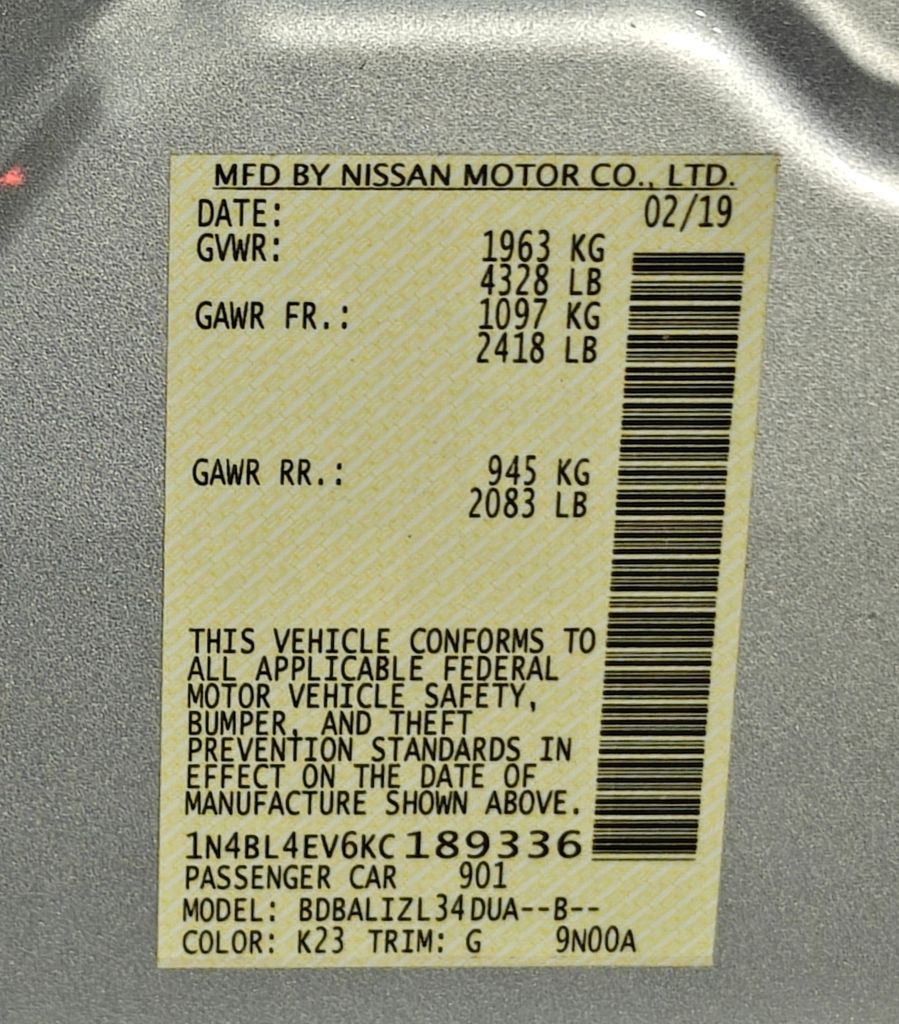 MFD BY NISSAN MOTOR CO., LTD.
DATE: 02/19
GVWR: 1963 KG
4328 LB
GAWR FR.: 1097 KG
2418 LB
GAWR RR.: 945 KG
2083 LB
THIS VEHICLE CONFORMS TO
ALL APPLICABLE FEDERAL
MOTOR VEHICLE SAFETY,
BUMPER, AND THEFT
PREVENTION STANDARDS IN
EFFECT ON THE DATE OF
MANUFACTURE SHOWN ABOVE.
1N4BL4EV6KC189336
PASSENGER CAR 901
MODEL: BDBALIZL34DUA--B--
COLOR: K23 TRIM: G 9N00A